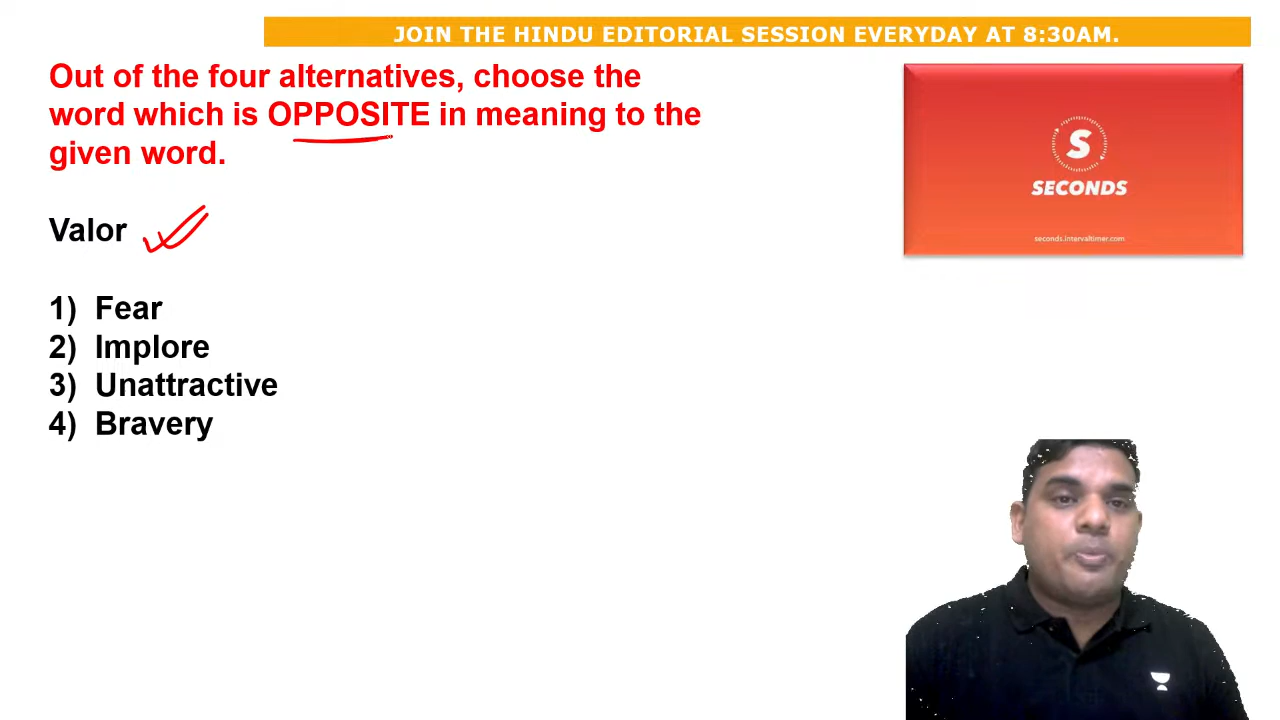 JOIN THE HINDU EDITORIAL SESSION EVERYDAY AT 8:30AM.
Out of the four alternatives, choose the
word which is OPPOSITE in meaning to the
given word.
S
SECONDS
seconds.intervaltimer.com
Valor
1) Fear
2) Implore
3) Unattractive
4) Bravery